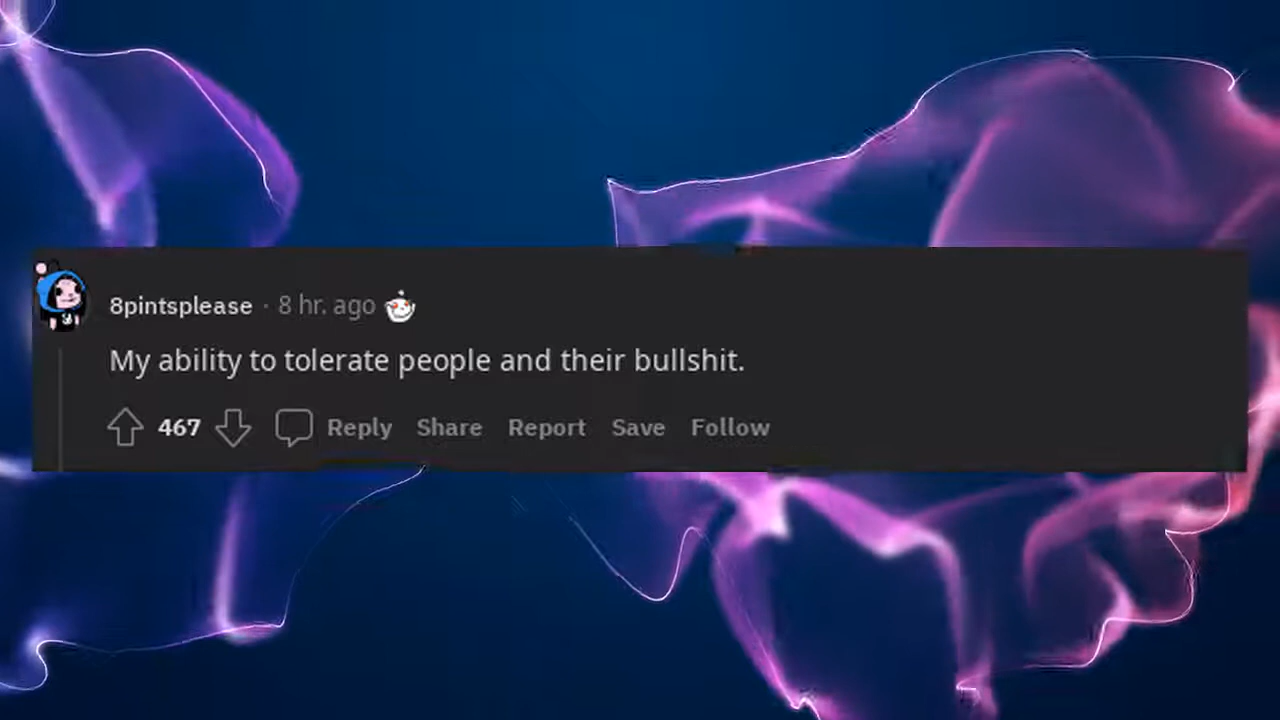 8pintsplease · 8 hr. ago
My ability to tolerate people and their bullshit.
467 Reply Share Report Save Follow